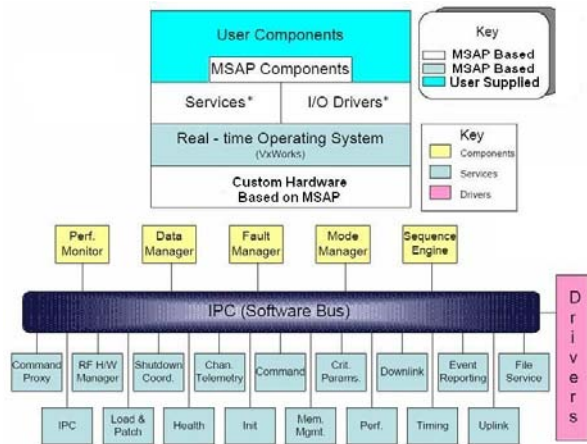 User Components
MSAP Components
Services*
I/O Drivers*
Real - time Operating System
(VxWorks)
Custom Hardware
Based on MSAP
Key
MSAP Based
MSAP Based
User Supplied
Key
Components
Services
Drivers
Perf.
Monitor
Data
Manager
Fault
Manager
Mode
Manager
Sequence
Engine
IPC (Software Bus)
Drivers
Command
Proxy
RF H/W
Manager
Shutdown
Coord.
Chan.
Telemetry
Command
Crit.
Params.
Downlink
Event
Reporting
File
Service
IPC
Load &
Patch
Health
Init
Mem.
Mgmt.
Perf.
Timing
Uplink